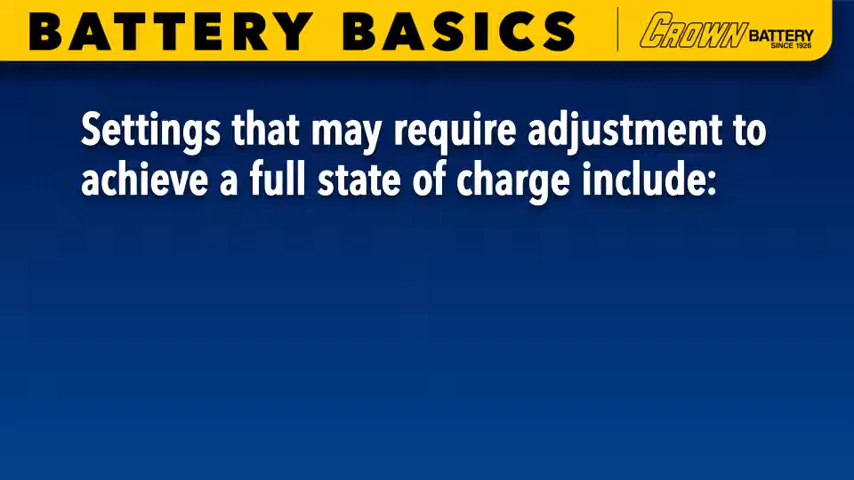 BATTERY BASICS
CROWN BATTERY
SINCE 1926
Settings that may require adjustment to
achieve a full state of charge include: